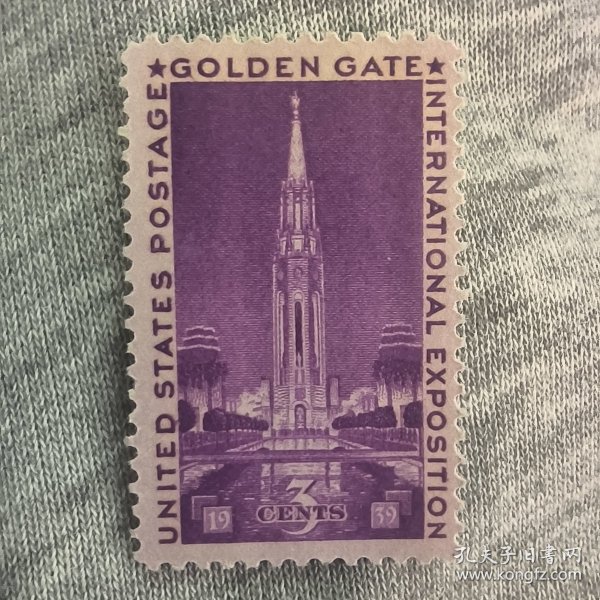 ★GOLDEN GATE★
UNITED STATES POSTAGE
INTERNATIONAL EXPOSITION
3
CENTS
19 39
孔夫子旧书网
www.kongfz.com